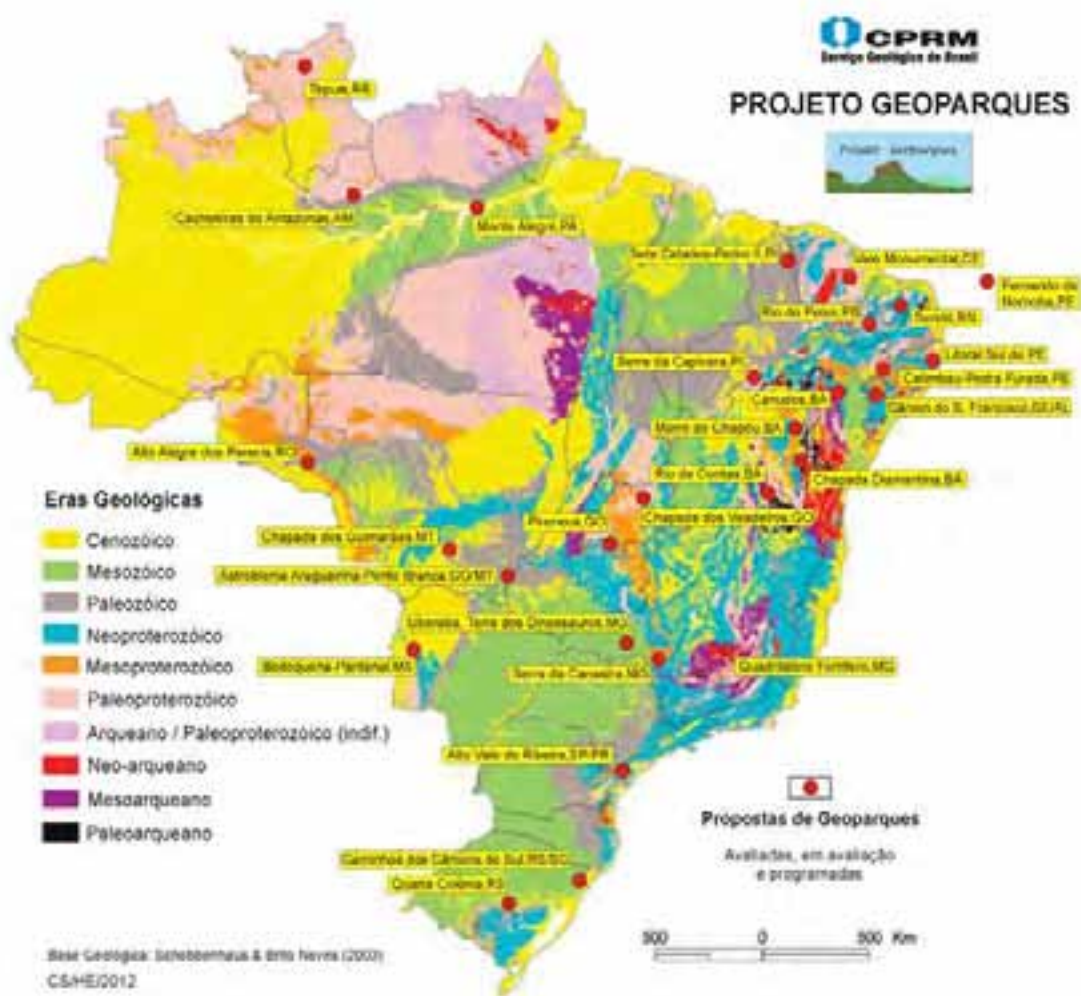 CPRM
Serviço Geológico do Brasil
PROJETO GEOPARQUES
Projeto Geoparques
Tepuis,RR
Cachoeiras do Amazonas,AM
Monte Alegre,PA
Sete Cidades-Pedro II,PI
Vale Monumental,CE
Fernando de
Noronha,PE
Rio do Peixe,PB
Seridó,RN
Serra da Capivara,PI
Litoral Sul de PE
Catimbau-Pedra Furada,PE
Canudos,BA
Cânion do S. Francisco,SE/AL
Morro do Chapéu,BA
Alto Alegre dos Parecis,RO
Rio de Contas,BA
Chapada Diamantina,BA
Pireneus,GO
Chapada dos Veadeiros,GO
Chapada dos Guimarães,MT
Astroblema Araguainha-Ponte Branca,GO/MT
Uberaba, Terra dos Dinossauros,MG
Bodoquena-Pantanal,MS
Serra da Canastra,MG
Quadrilátero Ferrífero,MG
Alto Vale do Ribeira,SP/PR
Caminhos dos Cânions do Sul,RS/SC
Quarta Colônia,RS
Eras Geológicas
Cenozóico
Mesozóico
Paleozóico
Neoproterozóico
Mesoproterozóico
Paleoproterozóico
Arqueano / Paleoproterozóico (indif.)
Neo-arqueano
Mesoarqueano
Paleoarqueano
Propostas de Geoparques
Avaliadas, em avaliação
e programadas
500 0 500 Km
Base Geológica: Schobbenhaus & Brito Neves (2003)
CS/HE/2012